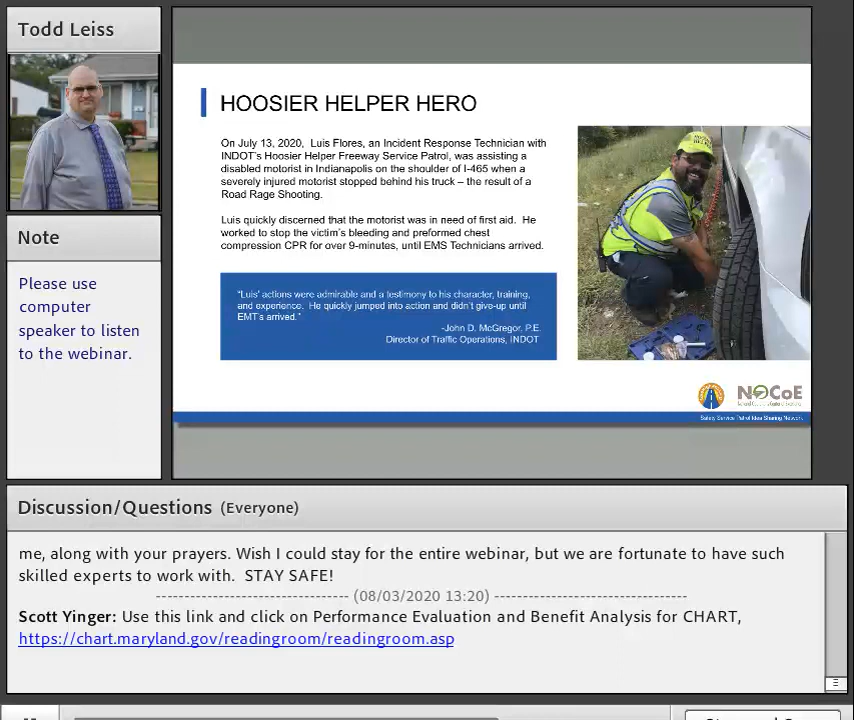 Todd Leiss
Note
Please use
computer
speaker to listen
to the webinar.
HOOSIER HELPER HERO
On July 13, 2020, Luis Flores, an Incident Response Technician with
INDOT's Hoosier Helper Freeway Service Patrol, was assisting a
disabled motorist in Indianapolis on the shoulder of I-465 when a
severely injured motorist stopped behind his truck – the result of a
Road Rage Shooting.
Luis quickly discerned that the motorist was in need of first aid. He
worked to stop the victim's bleeding and preformed chest
compression CPR for over 9-minutes, until EMS Technicians arrived.
"Luis' actions were admirable and a testimony to his character, training,
and experience. He quickly jumped into action and didn't give-up until
EMT's arrived."
-John D. McGregor, P.E.
Director of Traffic Operations, INDOT
HOOSIER
HELPER
NOCoE
Safety Service Patrol Idea Sharing Network
Discussion/Questions (Everyone)
me, along with your prayers. Wish I could stay for the entire webinar, but we are fortunate to have such
skilled experts to work with. STAY SAFE!
-------------------------------- (08/03/2020 13:20) --------------------------------
Scott Yinger: Use this link and click on Performance Evaluation and Benefit Analysis for CHART,
https://chart.maryland.gov/readingroom/readingroom.asp